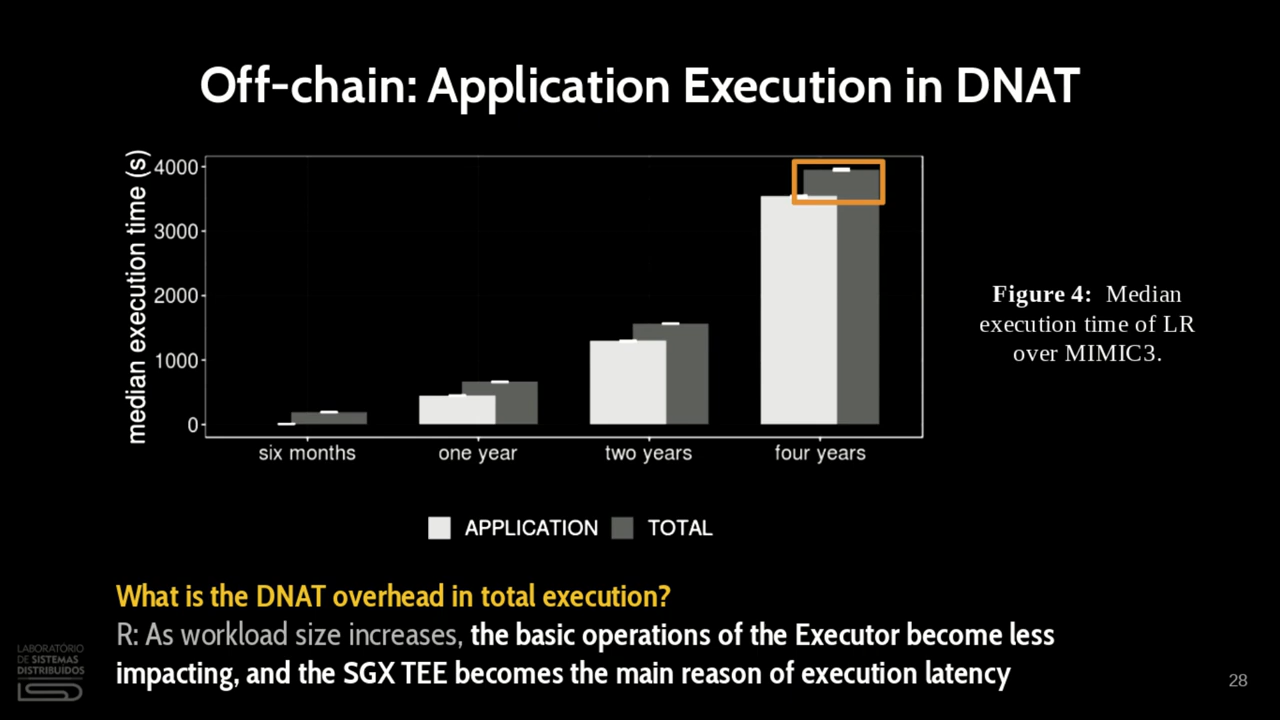 Off-chain: Application Execution in DNAT
median execution time (s)
4000
3000
2000
1000
0
six months one year two years four years
APPLICATION TOTAL
Figure 4: Median
execution time of LR
over MIMIC3.
What is the DNAT overhead in total execution?
R: As workload size increases, the basic operations of the Executor become less
impacting, and the SGX TEE becomes the main reason of execution latency
LABORATÓRIO
DE SISTEMAS
DISTRIBUÍDOS
28